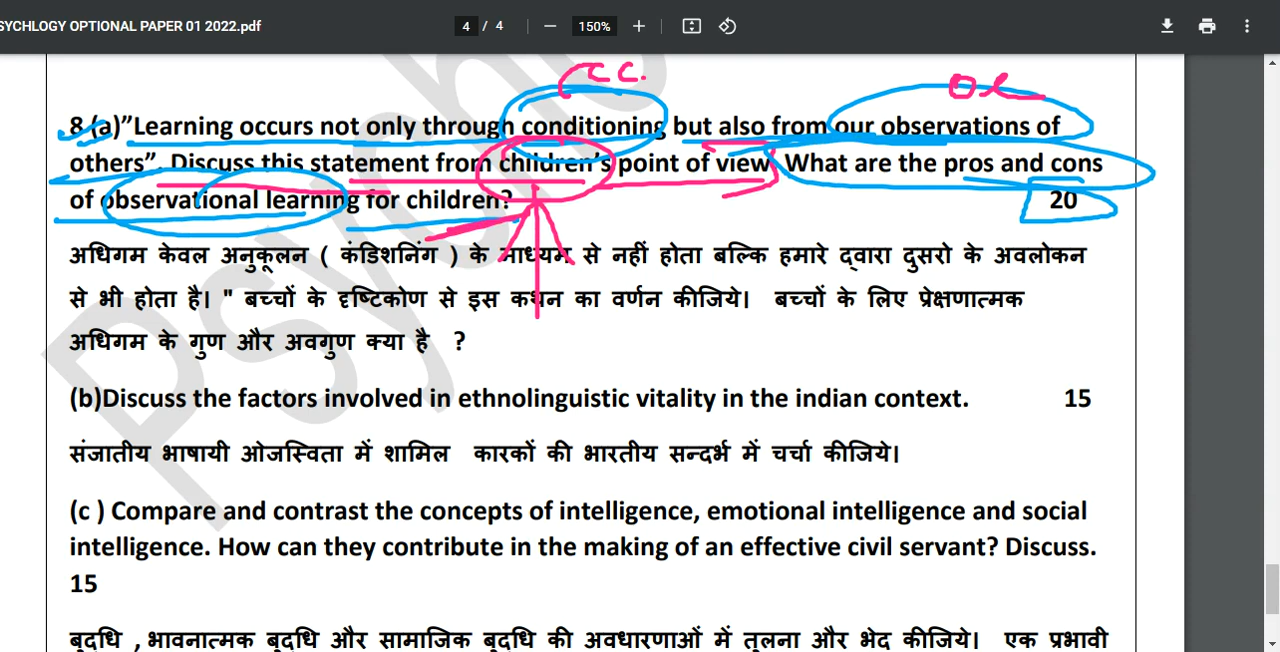 SYCHLOGY OPTIONAL PAPER 01 2022.pdf 4 / 4 150%
CC.
OL
8.(a)"Learning occurs not only through conditioning but also from our observations of
others". Discuss this statement from children's point of view. What are the pros and cons
of observational learning for children? 20
अधिगम केवल अनुकूलन ( कंडिशनिंग ) के माध्यम से नहीं होता बल्कि हमारे द्वारा दुसरो के अवलोकन
से भी होता है। " बच्चों के दृष्टिकोण से इस कथन का वर्णन कीजिये। बच्चों के लिए प्रेक्षणात्मक
अधिगम के गुण और अवगुण क्या है ?
(b)Discuss the factors involved in ethnolinguistic vitality in the indian context. 15
संजातीय भाषायी ओजस्विता में शामिल कारकों की भारतीय सन्दर्भ में चर्चा कीजिये।
(c ) Compare and contrast the concepts of intelligence, emotional intelligence and social
intelligence. How can they contribute in the making of an effective civil servant? Discuss.
15
बुद्धि , भावनात्मक बुद्धि और सामाजिक बुद्धि की अवधारणाओं में तुलना और भेद कीजिये। एक प्रभावी
Psycho